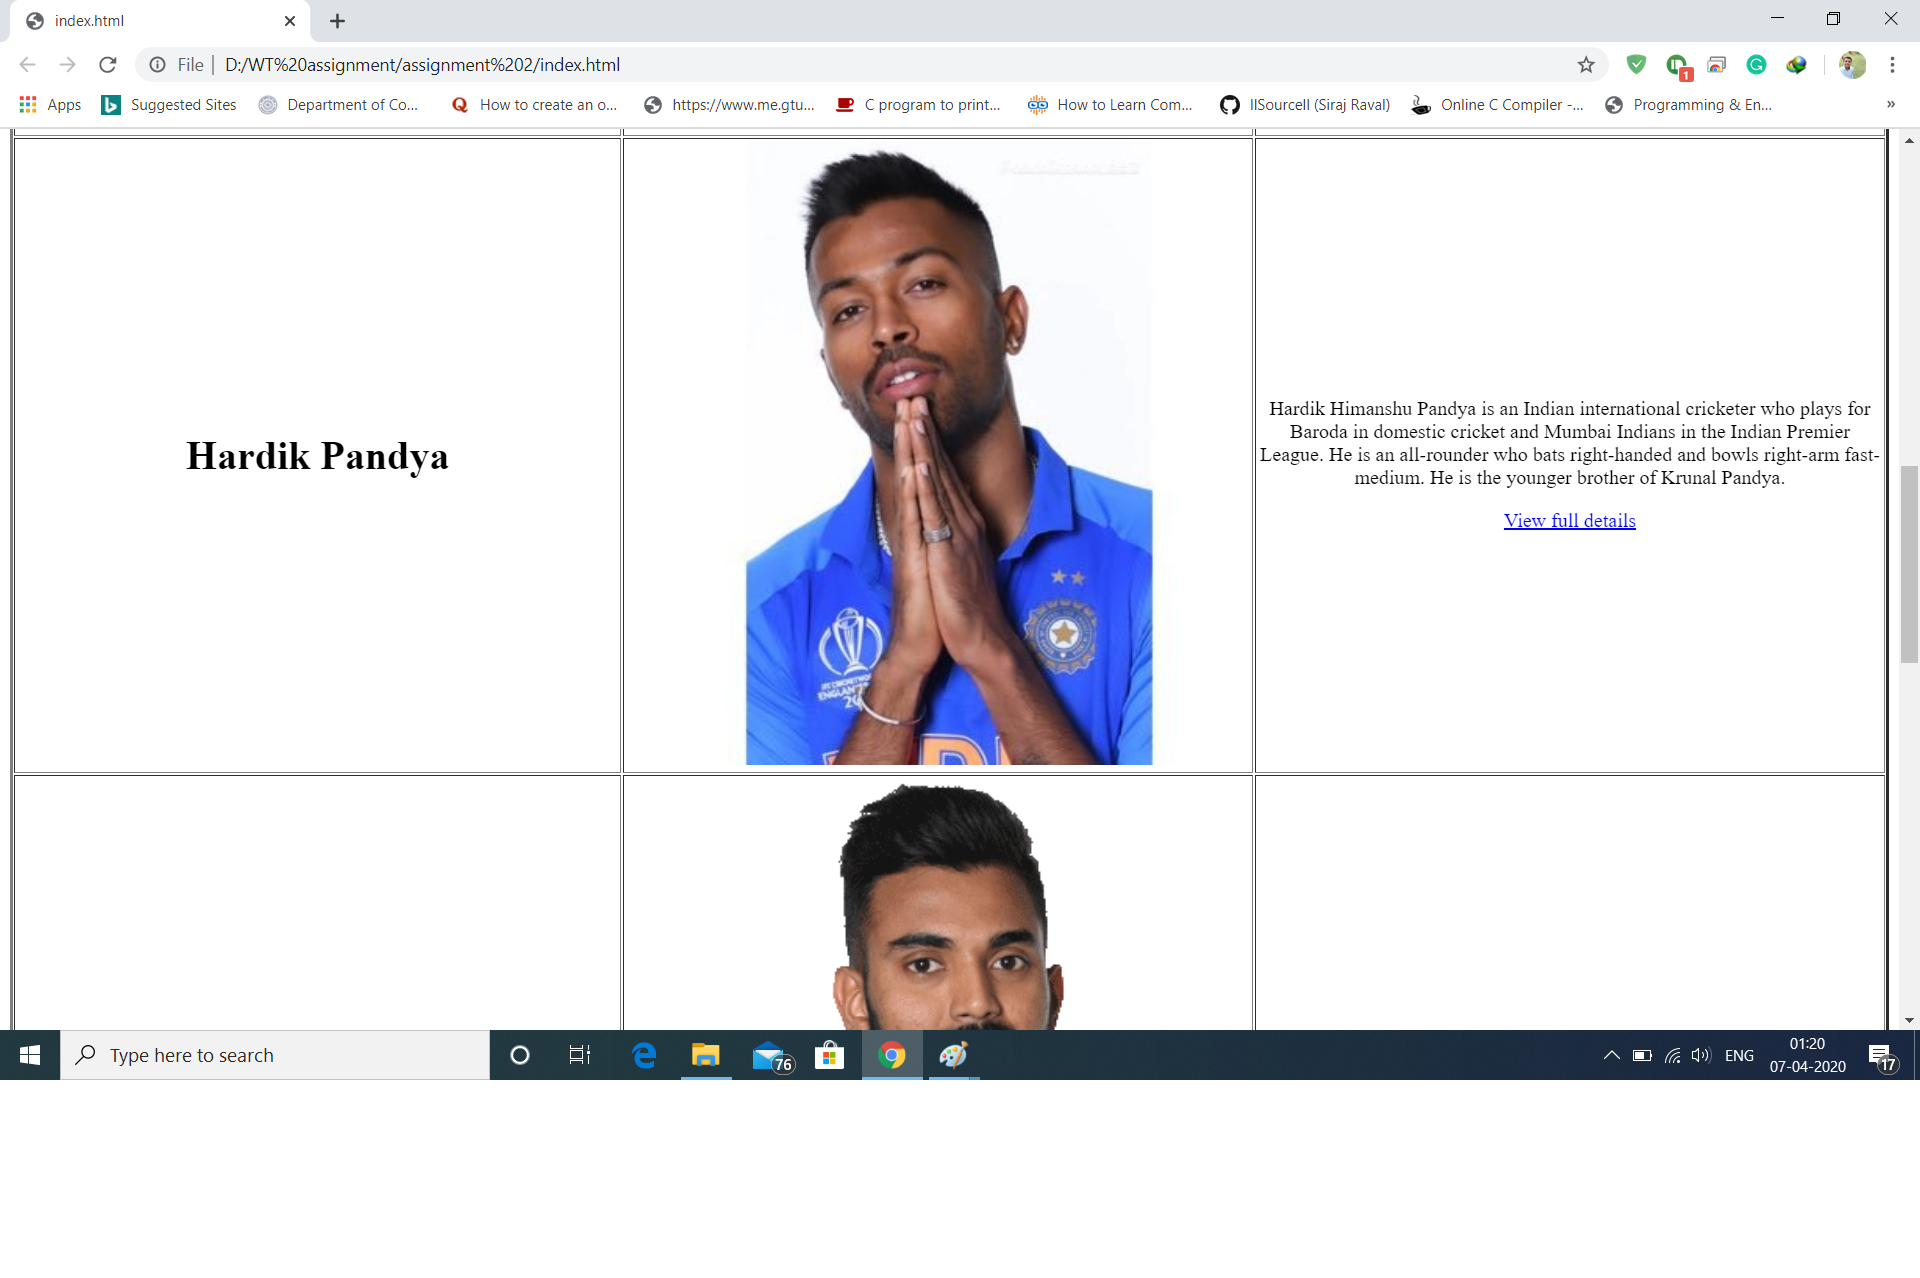 index.html
File
D:/WT%20assignment/assignment%202/index.html
1
Apps
Suggested Sites
Department of Co...
How to create an o...
https://www.me.gtu...
C program to print...
How to Learn Com...
llSourcell (Siraj Raval)
Online C Compiler -...
Programming & En...
»
Hardik Pandya
Hardik Himanshu Pandya is an Indian international cricketer who plays for
Baroda in domestic cricket and Mumbai Indians in the Indian Premier
League. He is an all-rounder who bats right-handed and bowls right-arm fast-
medium. He is the younger brother of Krunal Pandya.
View full details
Type here to search
76
ENG
01:20
07-04-2020
17